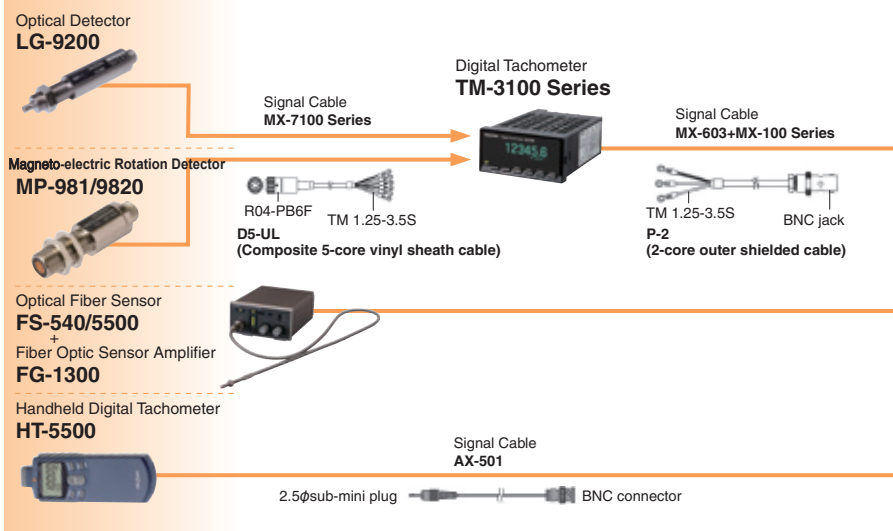 Optical Detector
LG-9200
Digital Tachometer
TM-3100 Series
Signal Cable
MX-7100 Series
Signal Cable
MX-603+MX-100 Series
12345.6
Magneto-electric Rotation Detector
MP-981/9820
R04-PB6F
TM 1.25-3.5S
D5-UL
(Composite 5-core vinyl sheath cable)
TM 1.25-3.5S
BNC jack
P-2
(2-core outer shielded cable)
Optical Fiber Sensor
FS-540/5500
+
Fiber Optic Sensor Amplifier
FG-1300
Handheld Digital Tachometer
HT-5500
Signal Cable
AX-501
2.5ϕsub-mini plug
BNC connector